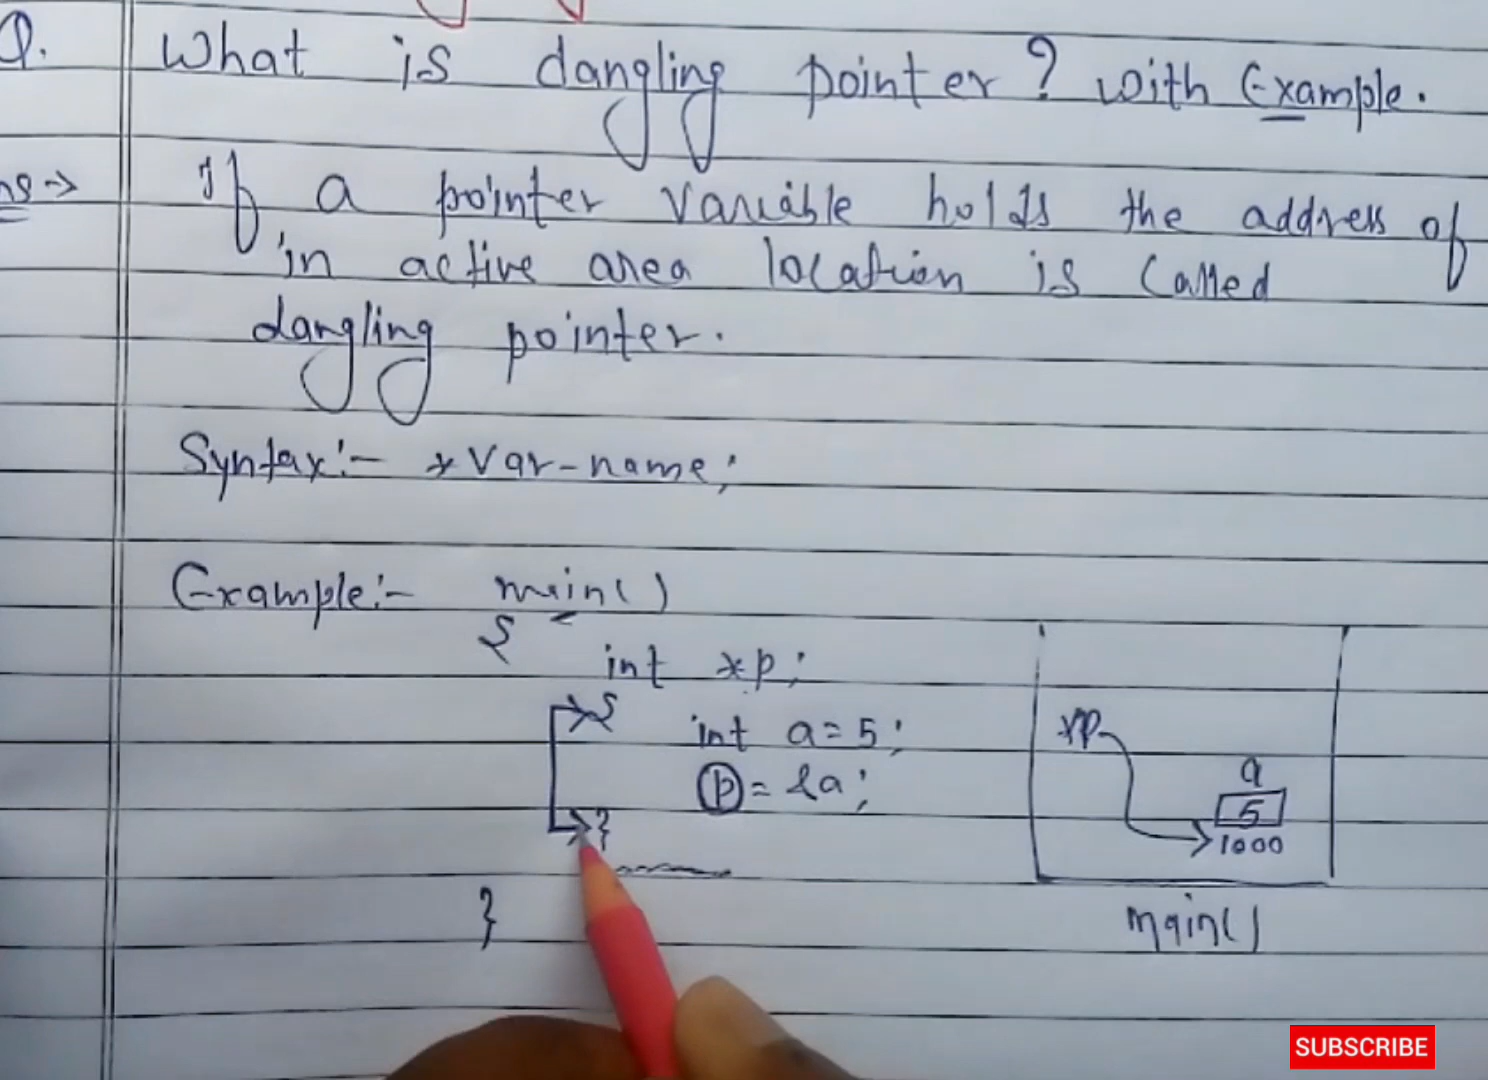 Q. What is dangling pointer? with Example.
ns → If a pointer variable holds the address of
in active area location is called
dangling pointer.
Syntax:- *var-name;
Example:- main()
{
int *p;
{ int a=5;
p = &a;
}
}
*p
a
5
1000
main()
SUBSCRIBE